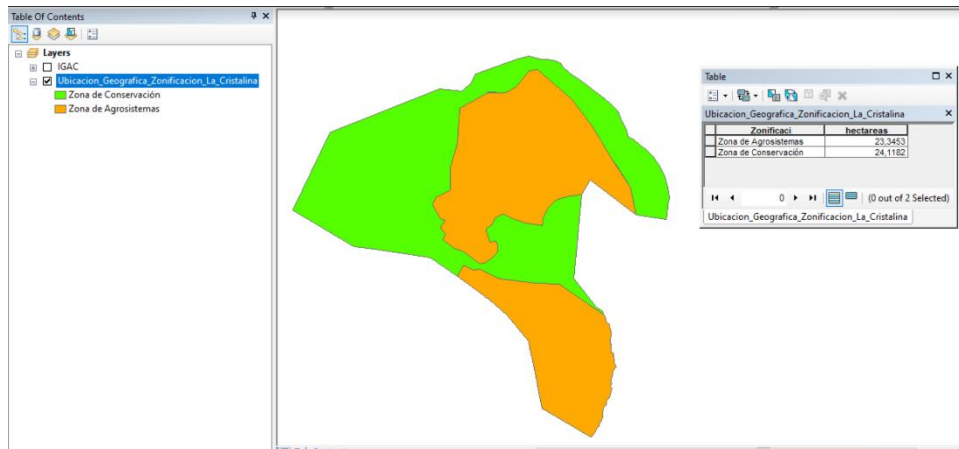 Table Of Contents
Layers
IGAC
Ubicacion_Geografica_Zonificacion_La_Cristalina
Zona de Conservación
Zona de Agrosistemas
Table
Ubicacion_Geografica_Zonificacion_La_Cristalina
Zonificaci hectareas
Zona de Agrosistemas 23,3453
Zona de Conservación 24,1182
0 (0 out of 2 Selected)
Ubicacion_Geografica_Zonificacion_La_Cristalina